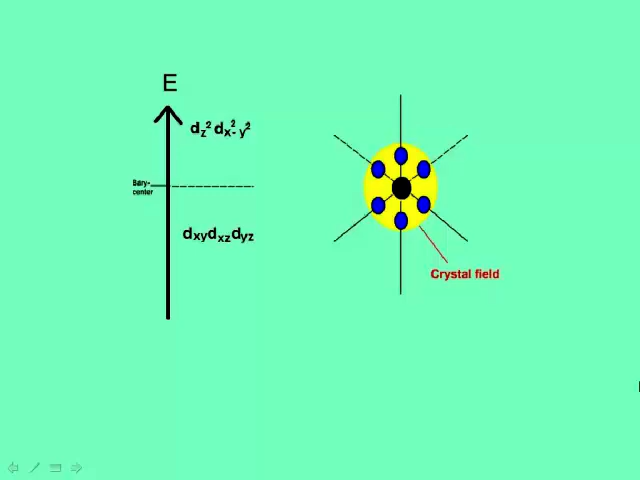 E
dz² dx²-y²
Bary-
center
dxydxzdyz
Crystal field